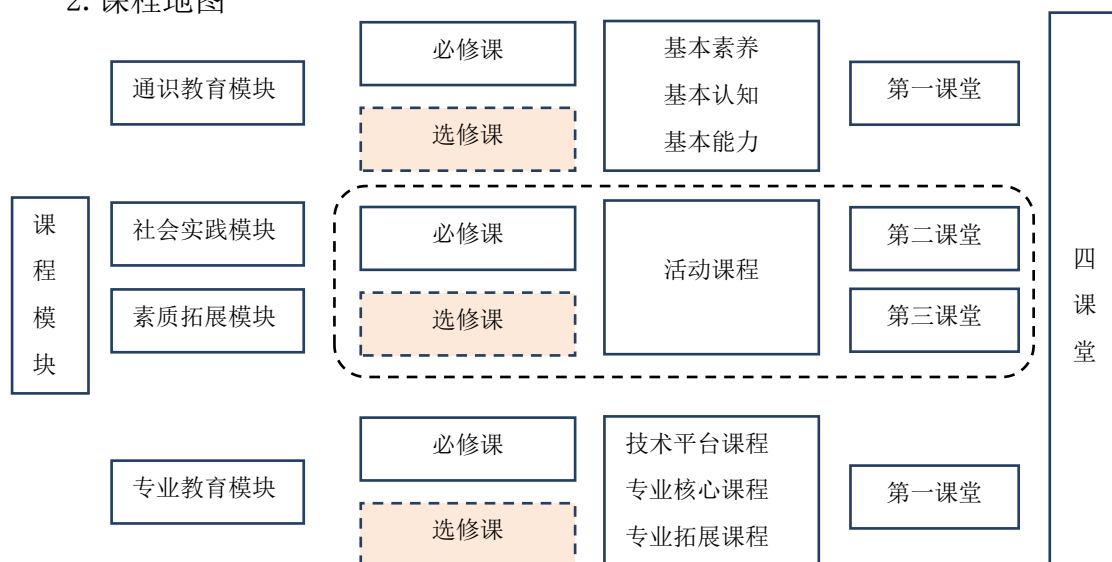 2.课程地图
必修课
基本素养
通识教育模块
基本认知
第一课堂
选修课
基本能力
课程模块
社会实践模块
必修课
第二课堂
活动课程
素质拓展模块
选修课
第三课堂
四课堂
必修课
技术平台课程
专业教育模块
专业核心课程
第一课堂
选修课
专业拓展课程